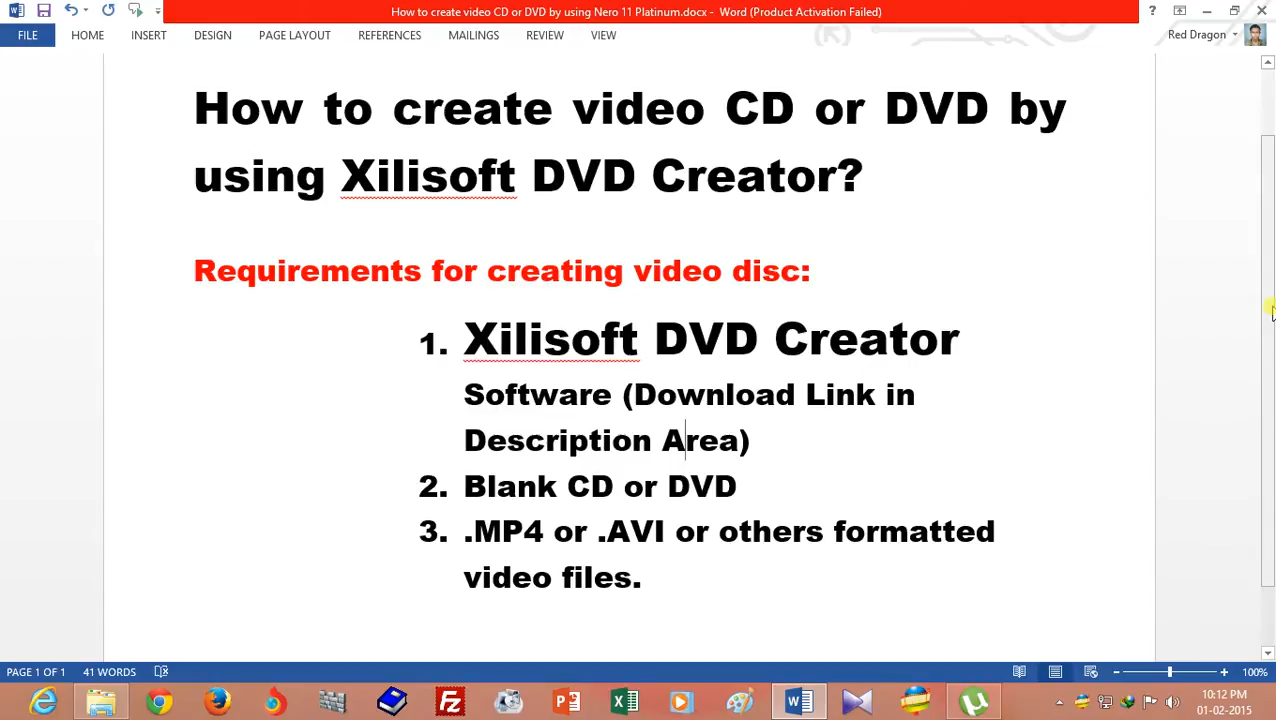 How to create video CD or DVD by using Nero 11 Platinum.docx - Word (Product Activation Failed)
FILE HOME INSERT DESIGN PAGE LAYOUT REFERENCES MAILINGS REVIEW VIEW Red Dragon
How to create video CD or DVD by
using Xilisoft DVD Creator?
Requirements for creating video disc:
1. Xilisoft DVD Creator
Software (Download Link in
Description Area)
2. Blank CD or DVD
3. .MP4 or .AVI or others formatted
video files.
PAGE 1 OF 1 41 WORDS 100%
10:12 PM
01-02-2015